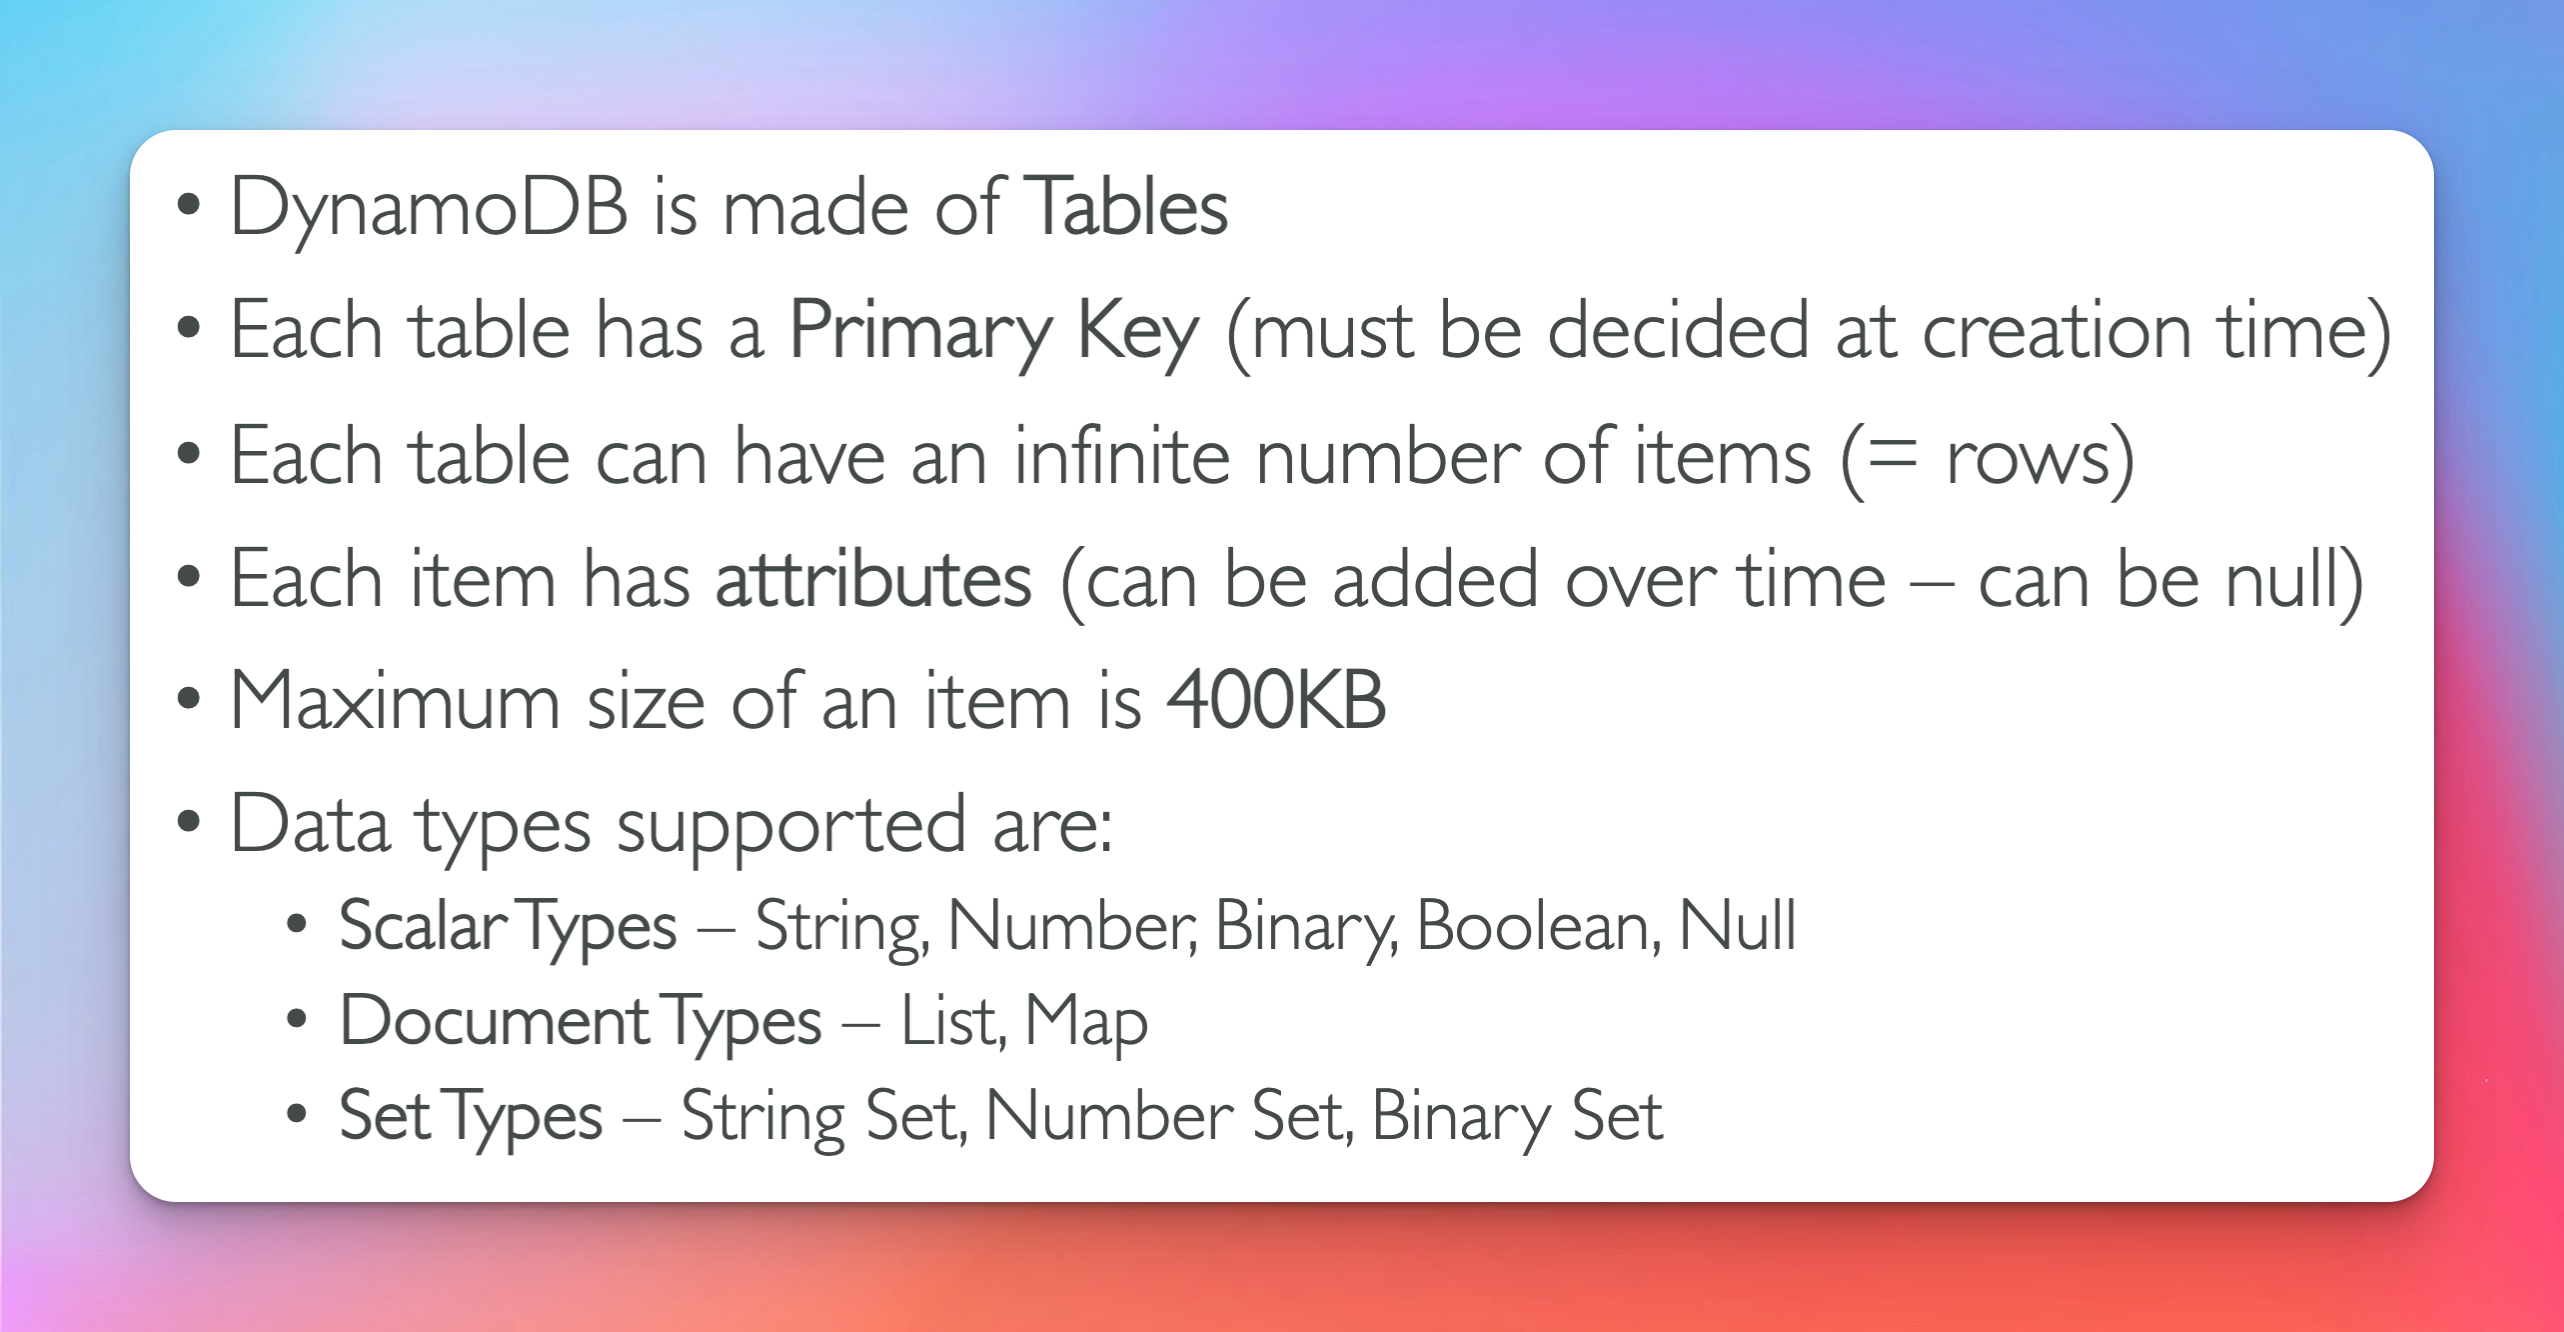 • DynamoDB is made of Tables
• Each table has a Primary Key (must be decided at creation time)
• Each table can have an infinite number of items (= rows)
• Each item has attributes (can be added over time – can be null)
• Maximum size of an item is 400KB
• Data types supported are:
• Scalar Types – String, Number, Binary, Boolean, Null
• Document Types – List, Map
• Set Types – String Set, Number Set, Binary Set